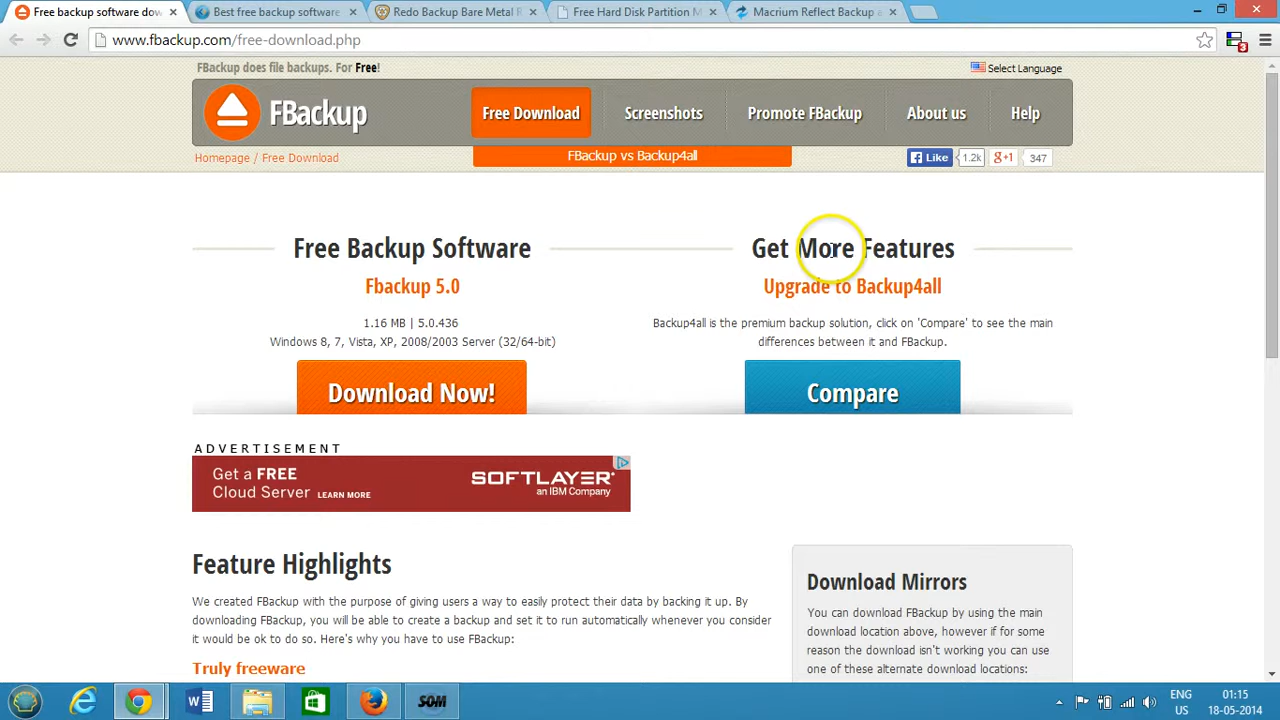 Free backup software dow
Best free backup software
Redo Backup Bare Metal R
Free Hard Disk Partition M
Macrium Reflect Backup a
www.fbackup.com/free-download.php
3
FBackup does file backups. For Free!
Select Language
FBackup
Free Download
Screenshots
Promote FBackup
About us
Help
Homepage / Free Download
FBackup vs Backup4all
Like
1.2k
g+1
347
Free Backup Software
Fbackup 5.0
1.16 MB | 5.0.436
Windows 8, 7, Vista, XP, 2008/2003 Server (32/64-bit)
Download Now!
Get More Features
Upgrade to Backup4all
Backup4all is the premium backup solution, click on 'Compare' to see the main
differences between it and FBackup.
Compare
ADVERTISEMENT
Get a FREE
Cloud Server LEARN MORE
SOFTLAYER
an IBM Company
Feature Highlights
We created FBackup with the purpose of giving users a way to easily protect their data by backing it up. By
downloading FBackup, you will be able to create a backup and set it to run automatically whenever you consider
it would be ok to do so. Here's why you have to use FBackup:
Truly freeware
Download Mirrors
You can download FBackup by using the main
download location above, however if for some
reason the download isn't working you can use
one of these alternate download locations:
SOM
ENG
US
01:15
18-05-2014